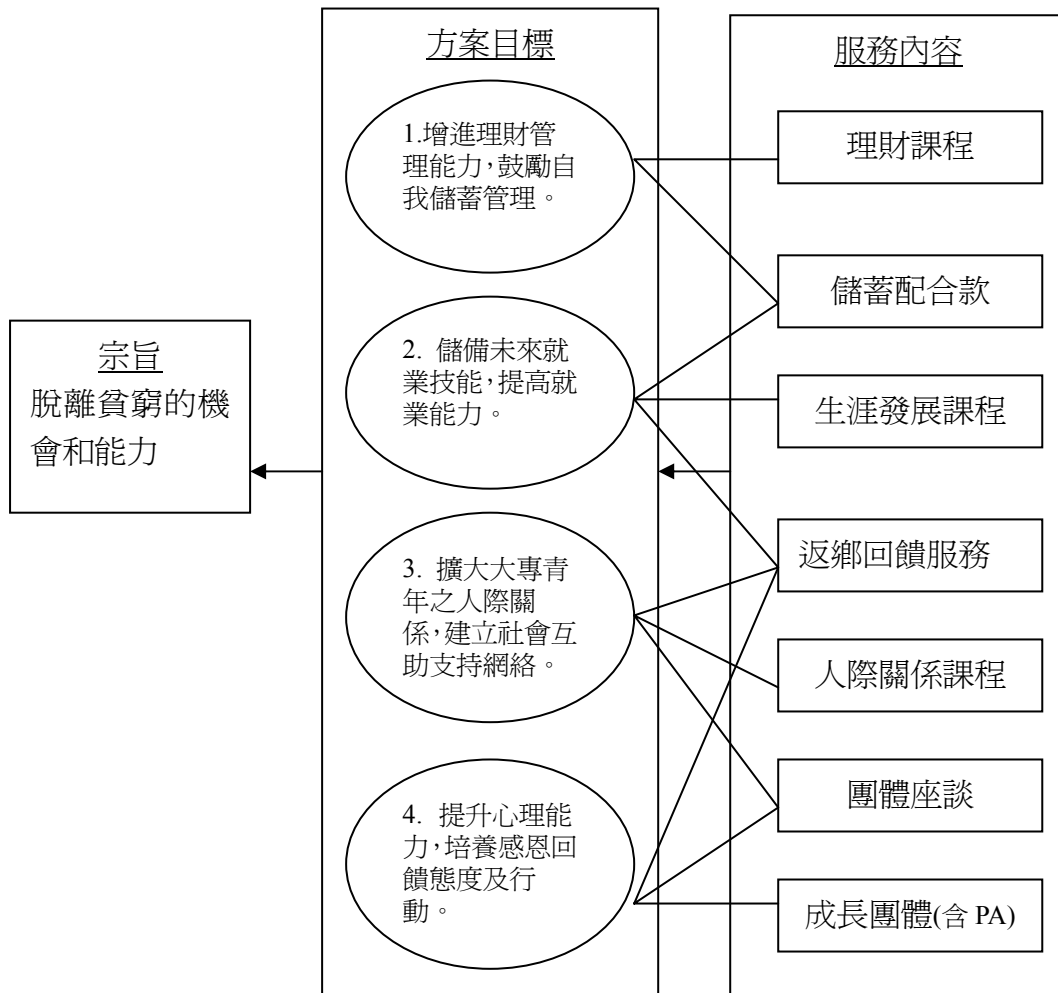 宗旨
脫離貧窮的機
會和能力
方案目標
1.增進理財管
理能力，鼓勵自
我儲蓄管理。
2. 儲備未來就
業技能，提高就
業能力。
3. 擴大大專青
年之人際關
係，建立社會互
助支持網絡。
4. 提升心理能
力，培養感恩回
饋態度及行
動。
服務內容
理財課程
儲蓄配合款
生涯發展課程
返鄉回饋服務
人際關係課程
團體座談
成長團體(含 PA)